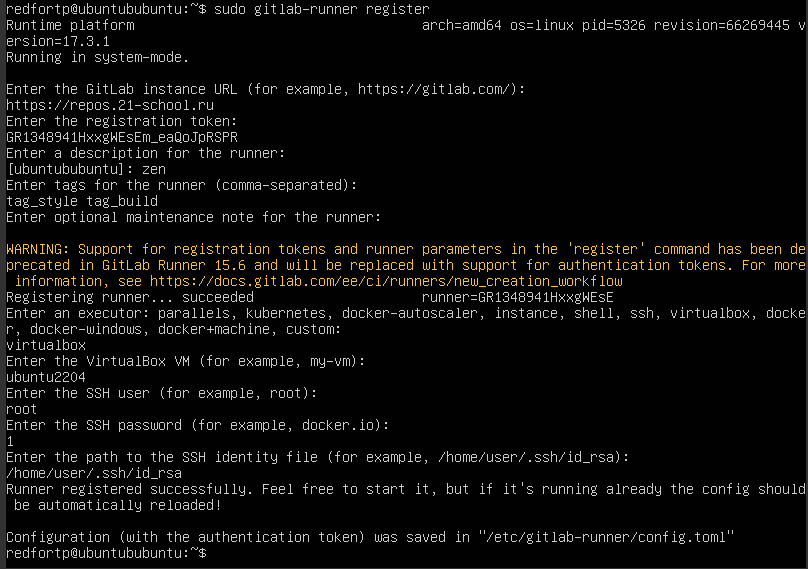 redfortp@ubuntububuntu:~$ sudo gitlab-runner register
Runtime platform                                    arch=amd64 os=linux pid=5326 revision=66269445 v
ersion=17.3.1
Running in system-mode.

Enter the GitLab instance URL (for example, https://gitlab.com/):
https://repos.21-school.ru
Enter the registration token:
GR1348941HxxgWEsEm_eaQoJpRSPR
Enter a description for the runner:
[ubuntububuntu]: zen
Enter tags for the runner (comma-separated):
tag_style tag_build
Enter optional maintenance note for the runner:

WARNING: Support for registration tokens and runner parameters in the 'register' command has been de
precated in GitLab Runner 15.6 and will be replaced with support for authentication tokens. For more
 information, see https://docs.gitlab.com/ee/ci/runners/new_creation_workflow
Registering runner... succeeded                     runner=GR1348941HxxgWEsE
Enter an executor: parallels, kubernetes, docker-autoscaler, instance, shell, ssh, virtualbox, docke
r, docker-windows, docker+machine, custom:
virtualbox
Enter the VirtualBox VM (for example, my-vm):
ubuntu2204
Enter the SSH user (for example, root):
root
Enter the SSH password (for example, docker.io):
1
Enter the path to the SSH identity file (for example, /home/user/.ssh/id_rsa):
/home/user/.ssh/id_rsa
Runner registered successfully. Feel free to start it, but if it's running already the config should
 be automatically reloaded!

Configuration (with the authentication token) was saved in "/etc/gitlab-runner/config.toml"
redfortp@ubuntububuntu:~$